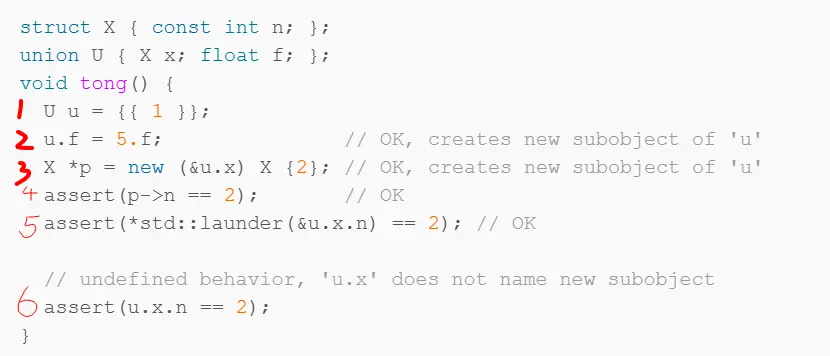 struct X { const int n; };
union U { X x; float f; };
void tong() {
1 U u = {{ 1 }};
2 u.f = 5.f; // OK, creates new subobject of 'u'
3 X *p = new (&u.x) X {2}; // OK, creates new subobject of 'u'
4 assert(p->n == 2); // OK
5 assert(*std::launder(&u.x.n) == 2); // OK
// undefined behavior, 'u.x' does not name new subobject
6 assert(u.x.n == 2);
}